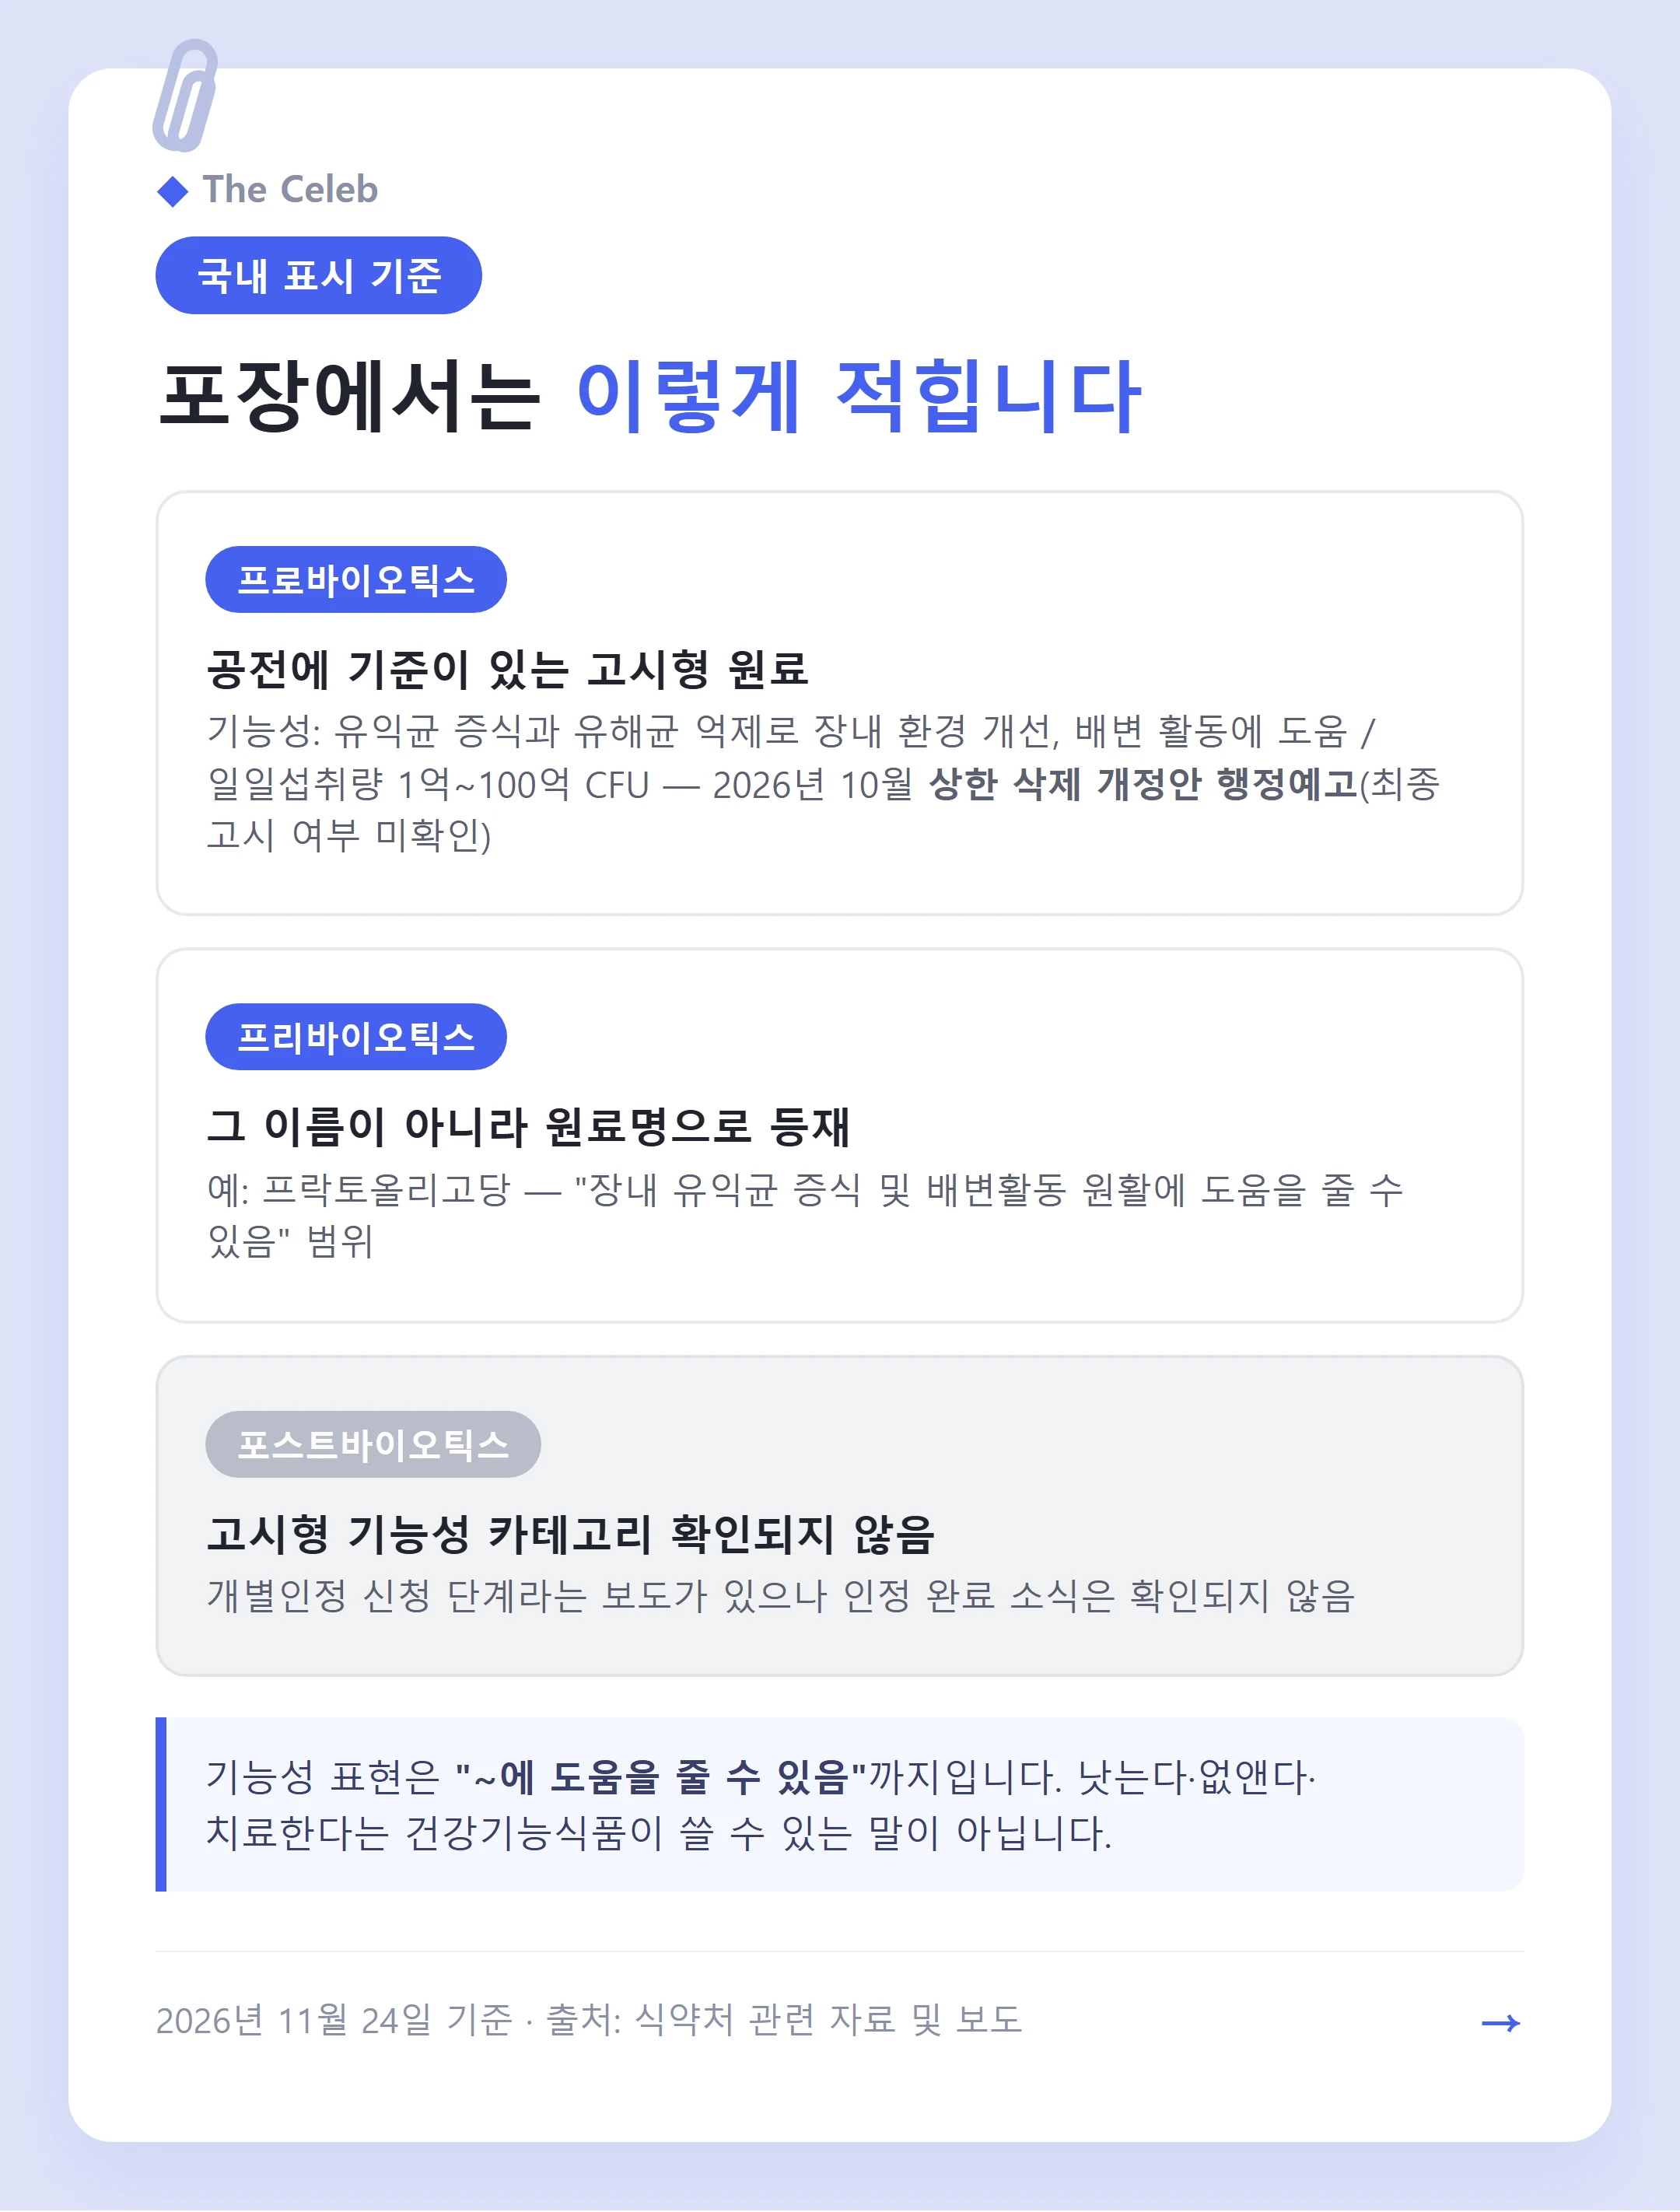 ◆ The Celeb
국내 표시 기준
포장에서는 이렇게 적힙니다
프로바이오틱스
공전에 기준이 있는 고시형 원료
기능성: 유익균 증식과 유해균 억제로 장내 환경 개선, 배변 활동에 도움 /
일일섭취량 1억~100억 CFU — 2026년 10월 상한 삭제 개정안 행정예고(최종
고시 여부 미확인)
프리바이오틱스
그 이름이 아니라 원료명으로 등재
예: 프락토올리고당 — "장내 유익균 증식 및 배변활동 원활에 도움을 줄 수
있음" 범위
포스트바이오틱스
고시형 기능성 카테고리 확인되지 않음
개별인정 신청 단계라는 보도가 있으나 인정 완료 소식은 확인되지 않음
기능성 표현은 "~에 도움을 줄 수 있음"까지입니다. 낫는다·없앤다·
치료한다는 건강기능식품이 쓸 수 있는 말이 아닙니다.
2026년 11월 24일 기준 · 출처: 식약처 관련 자료 및 보도 →